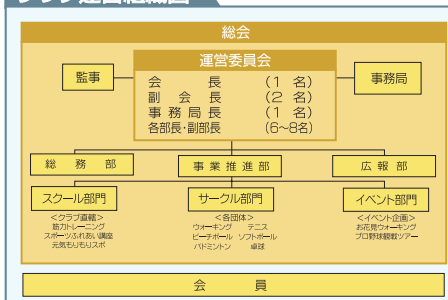 クラブ運営組織図
総会
運営委員会
監事
事務局
会長 (1名)
副会長 (2名)
事務局長 (1名)
各部長・副部長 (6~8名)
総務部 事業推進部 広報部
スクール部門 サークル部門 イベント部門
<クラブ直轄>
筋力トレーニング
スポーツふれあい講座
元気もりもりスポ
<各団体>
ウォーキング テニス
ビーチボール ソフトボール
バドミントン 卓球
<イベント企画>
お花見ウォーキング
プロ野球観戦ツアー
会員